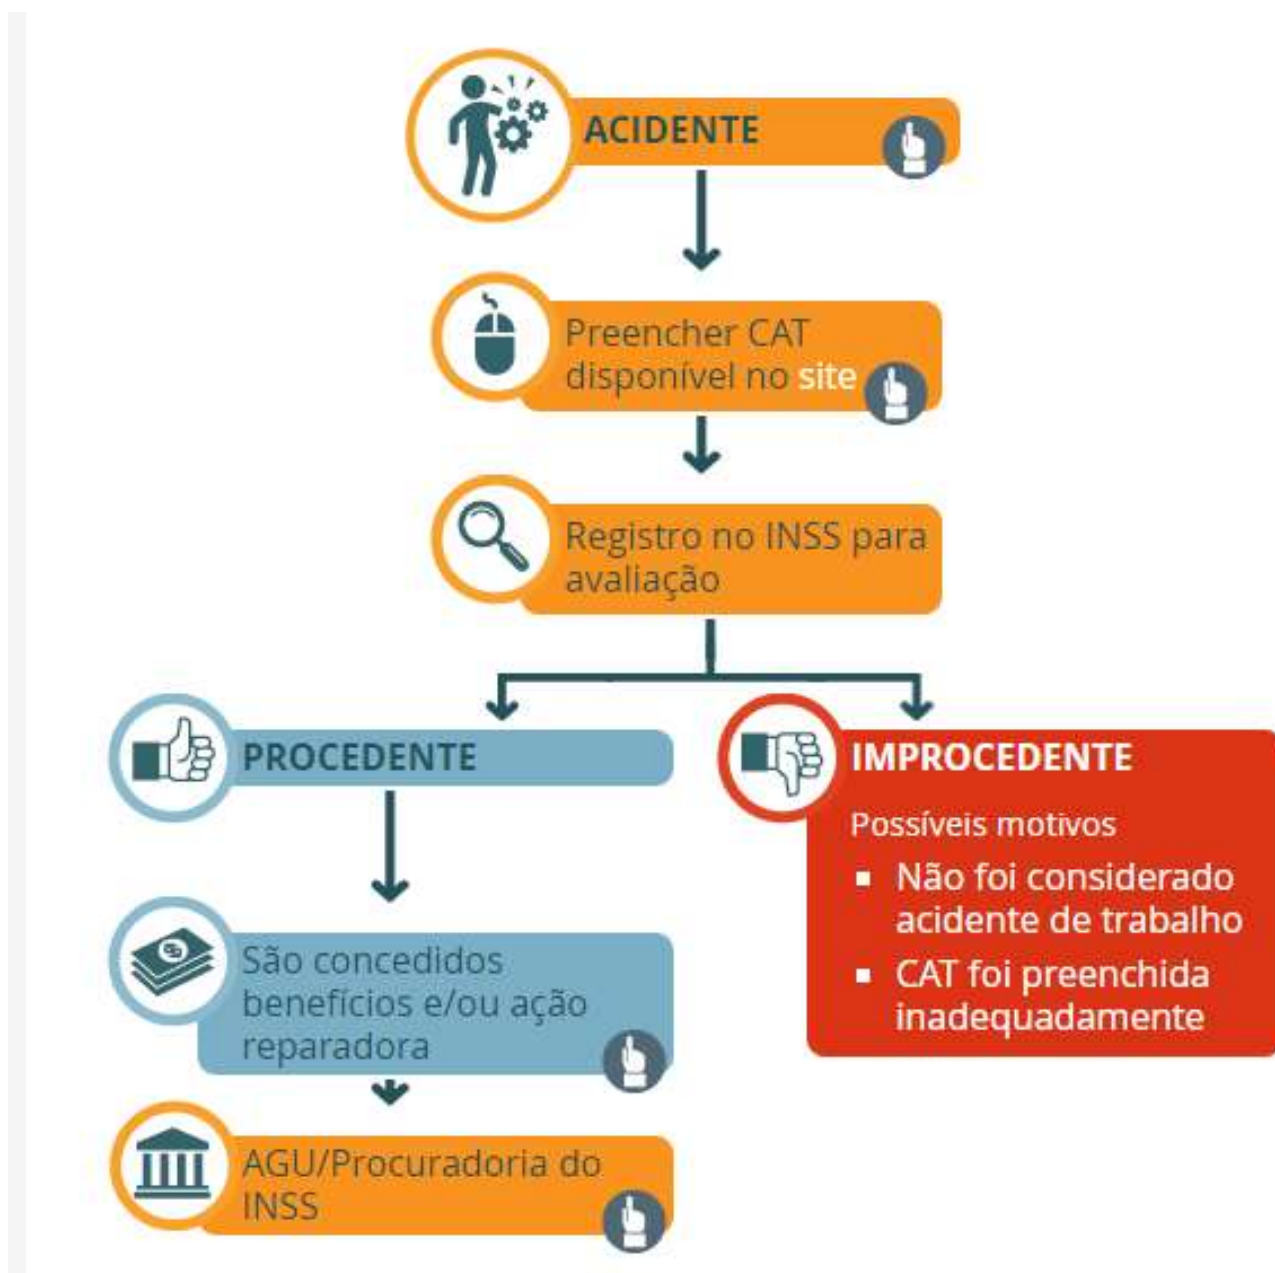 ACIDENTE
Preencher CAT
disponível no site
Registro no INSS para
avaliação
PROCEDENTE
IMPROCEDENTE
Possíveis motivos
Não foi considerado
acidente de trabalho
CAT foi preenchida
inadequadamente
São concedidos
benefícios e/ou ação
reparadora
AGU/Procuradoria do
INSS